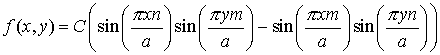 f(x, y) = C( sin(πxn/a) sin(πym/a) − sin(πxm/a) sin(πyn/a) )